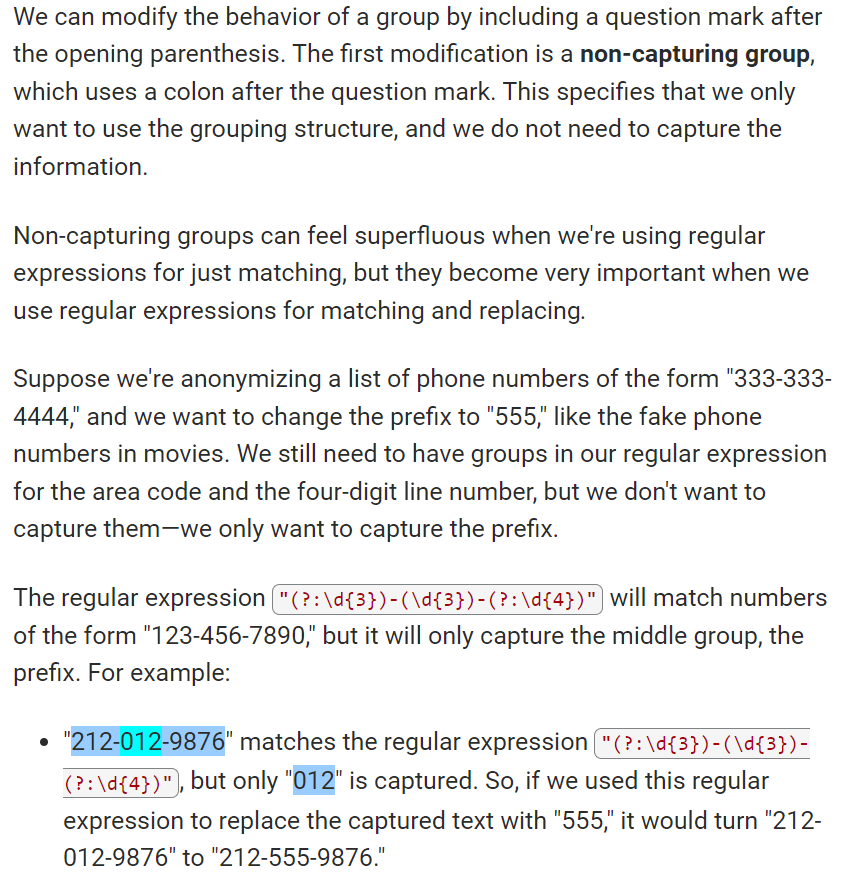 We can modify the behavior of a group by including a question mark after
the opening parenthesis. The first modification is a non-capturing group,
which uses a colon after the question mark. This specifies that we only
want to use the grouping structure, and we do not need to capture the
information.
Non-capturing groups can feel superfluous when we're using regular
expressions for just matching, but they become very important when we
use regular expressions for matching and replacing.
Suppose we're anonymizing a list of phone numbers of the form "333-333-
4444," and we want to change the prefix to "555," like the fake phone
numbers in movies. We still need to have groups in our regular expression
for the area code and the four-digit line number, but we don't want to
capture them—we only want to capture the prefix.
The regular expression "(?:\d{3})-(\d{3})-(?:\d{4})" will match numbers
of the form "123-456-7890," but it will only capture the middle group, the
prefix. For example:
• "212-012-9876" matches the regular expression "(?:\d{3})-(\d{3})-
(?:\d{4})", but only "012" is captured. So, if we used this regular
expression to replace the captured text with "555," it would turn "212-
012-9876" to "212-555-9876."